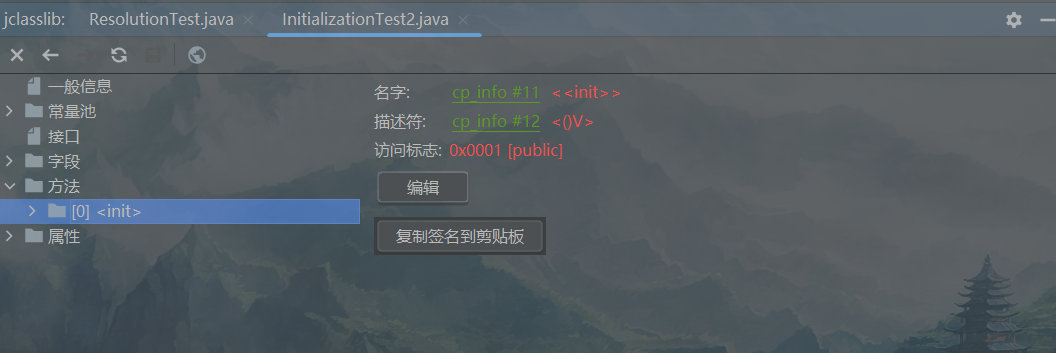 jclasslib: ResolutionTest.java InitializationTest2.java
一般信息
常量池
接口
字段
方法
[0] <init>
属性
名字: cp_info #11 <<init>>
描述符: cp_info #12 <()V>
访问标志: 0x0001 [public]
编辑
复制签名到剪贴板